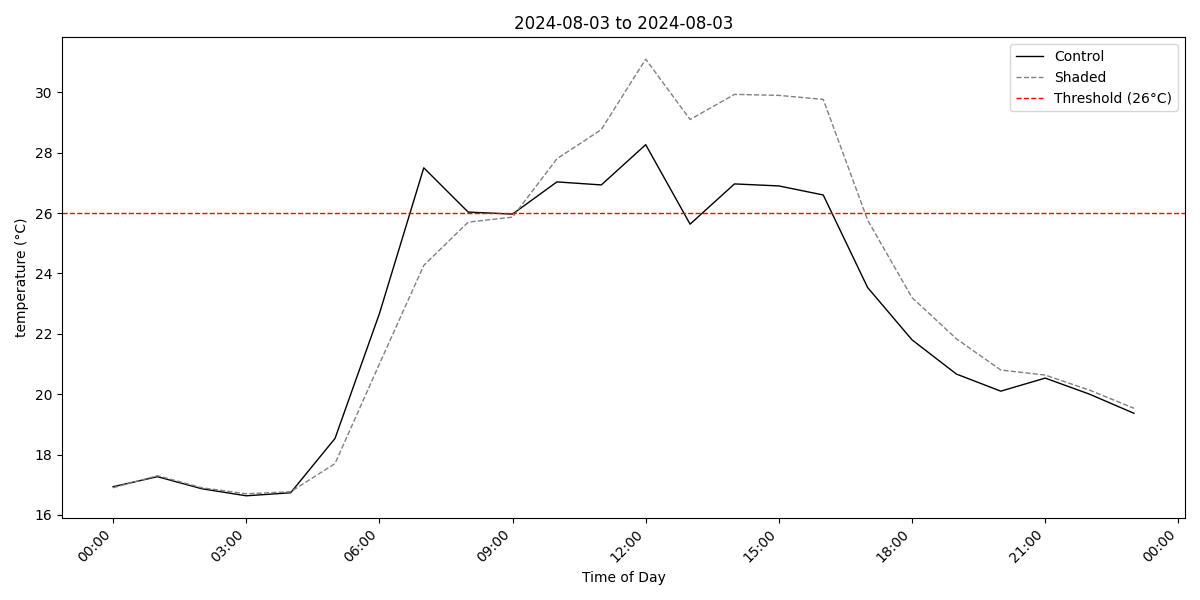 2024-08-03 to 2024-08-03
Control
Shaded
Threshold (26°C)
temperature (°C)
30
28
26
24
22
20
18
16
00:00
03:00
06:00
09:00
12:00
15:00
18:00
21:00
00:00
Time of Day